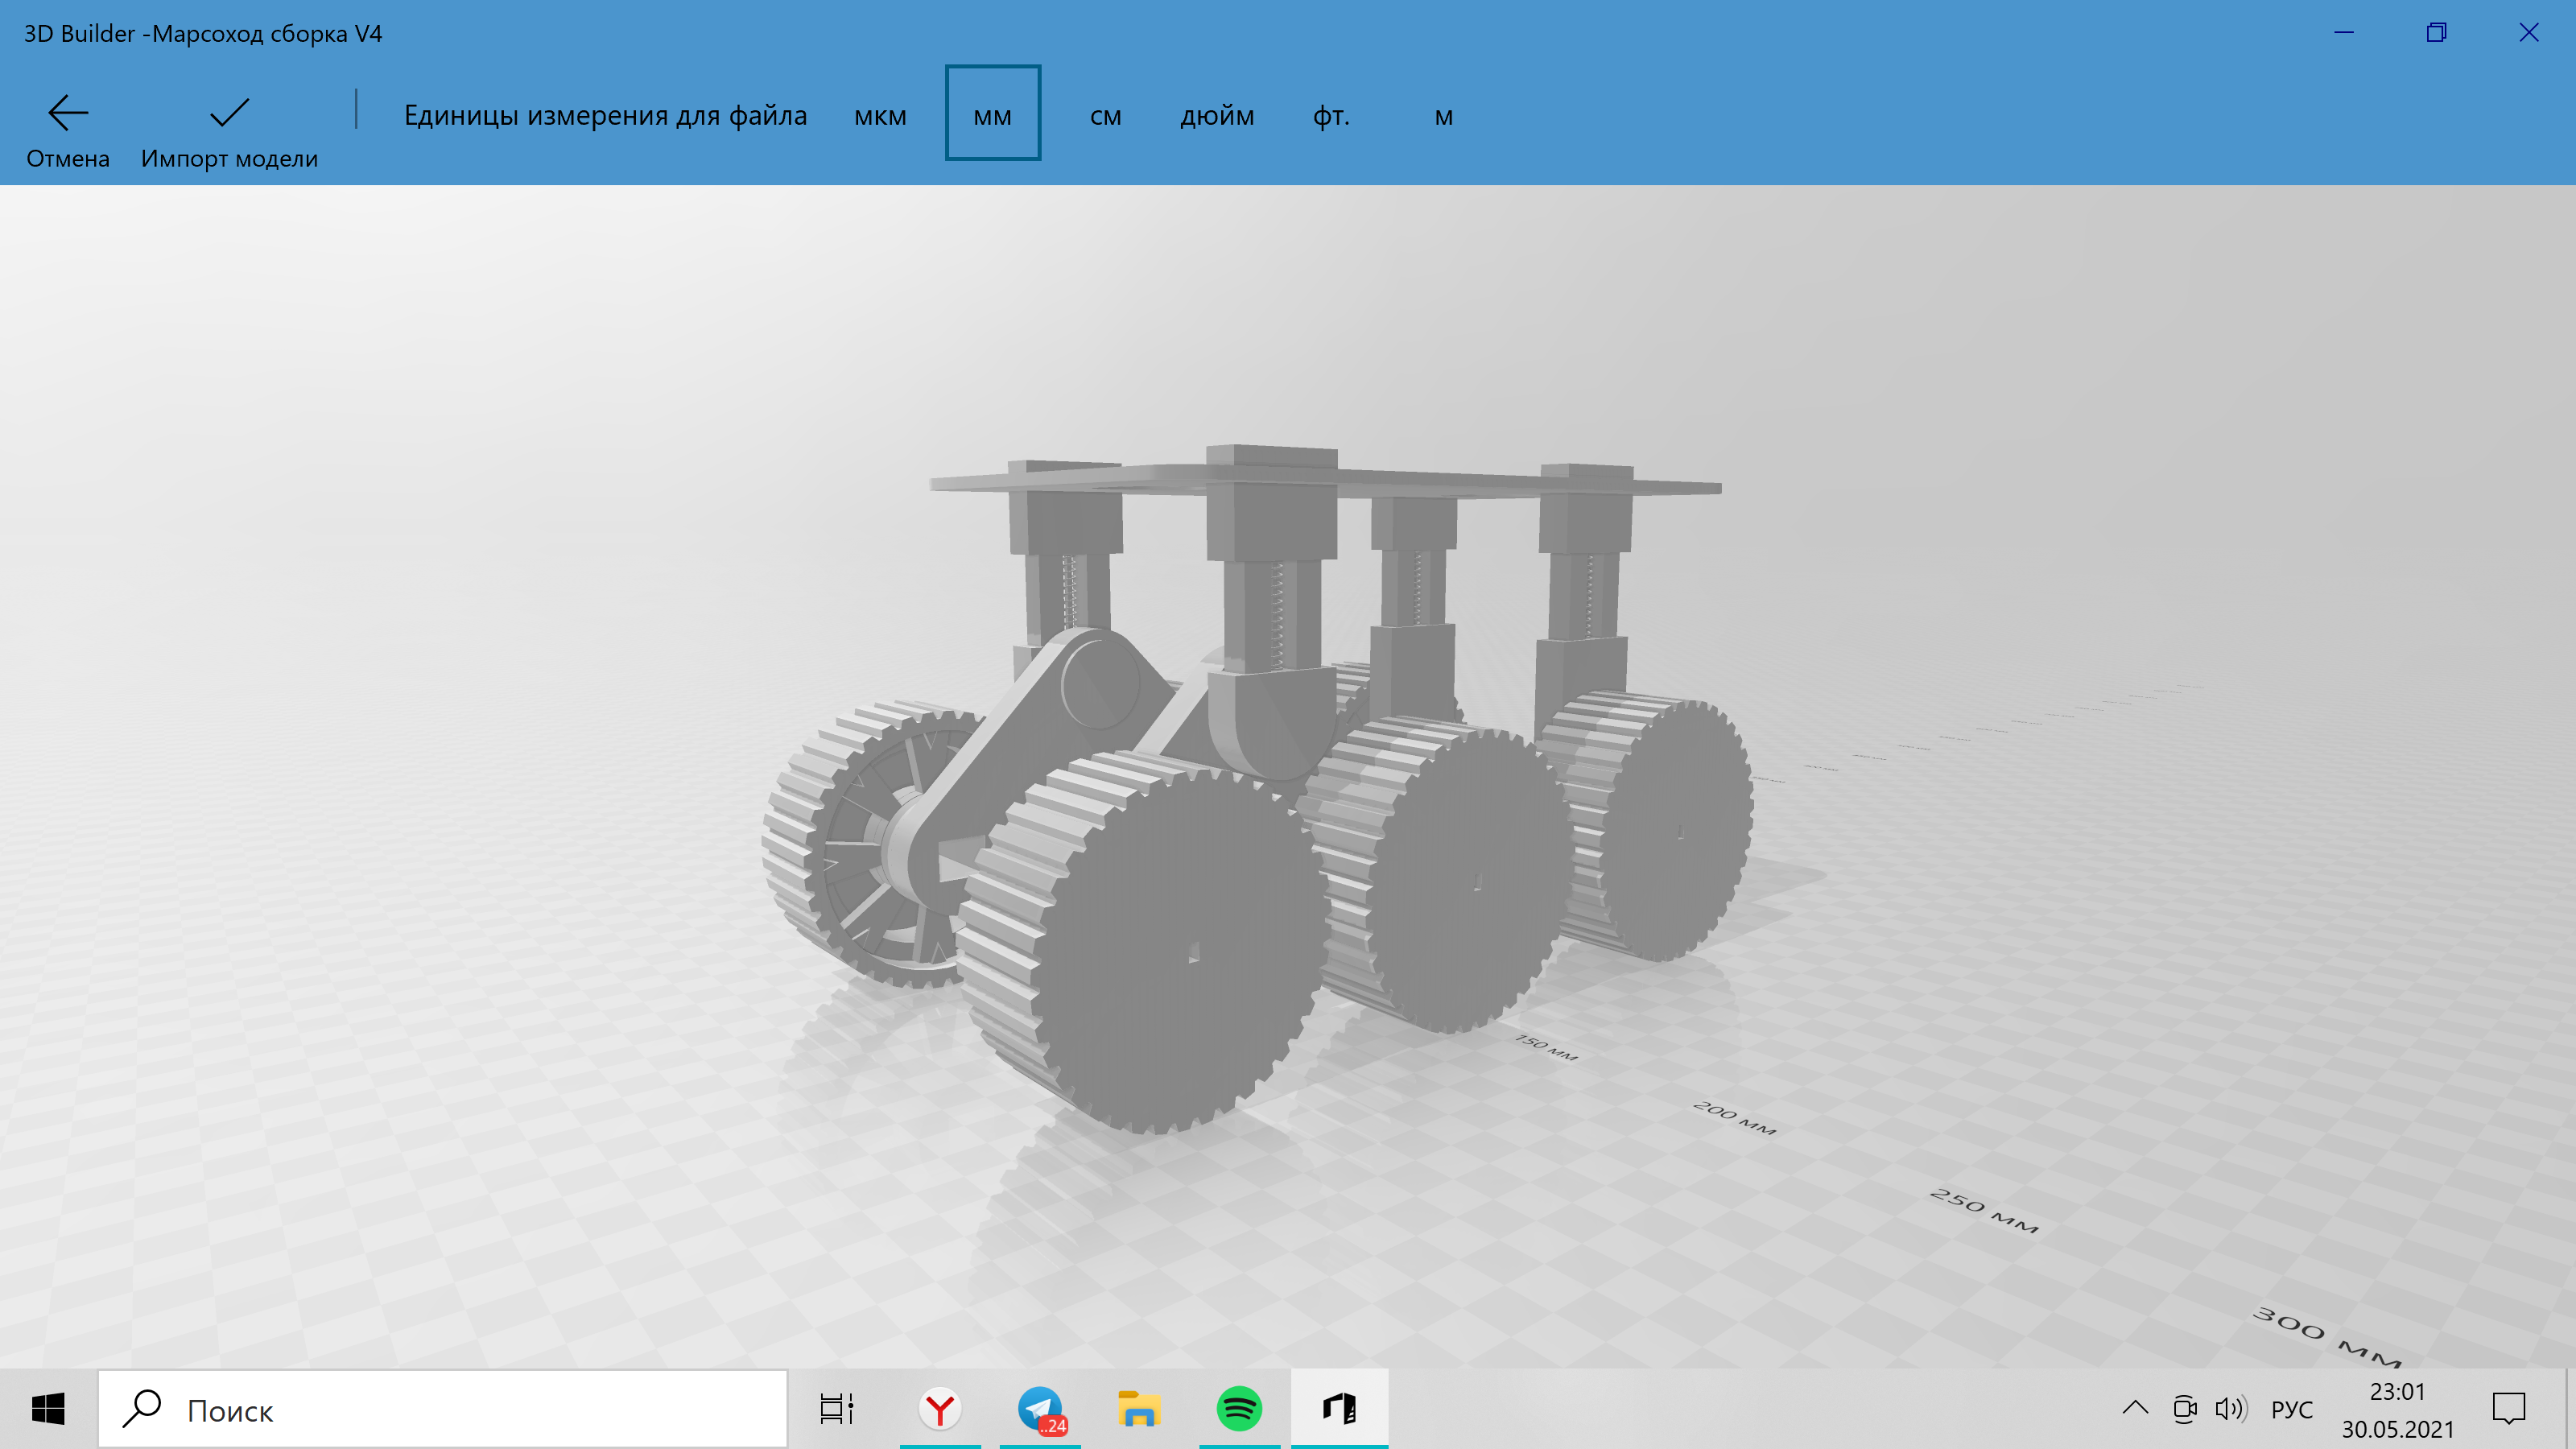 3D Builder -Марсоход сборка V4
Отмена
Импорт модели
Единицы измерения для файла
мкм
мм
см
дюйм
фт.
м
150 мм
200 мм
250 мм
300 мм
Поиск
..24
РУС
23:01
30.05.2021